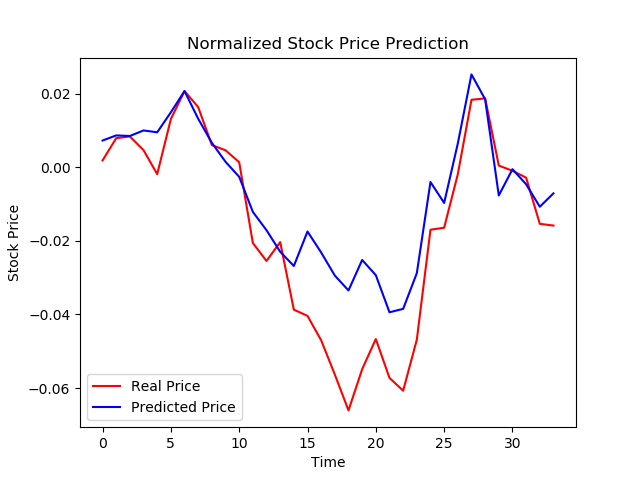 Normalized Stock Price Prediction
Stock Price
0.02
0.00
−0.02
−0.04
−0.06
Real Price
Predicted Price
0 5 10 15 20 25 30
Time